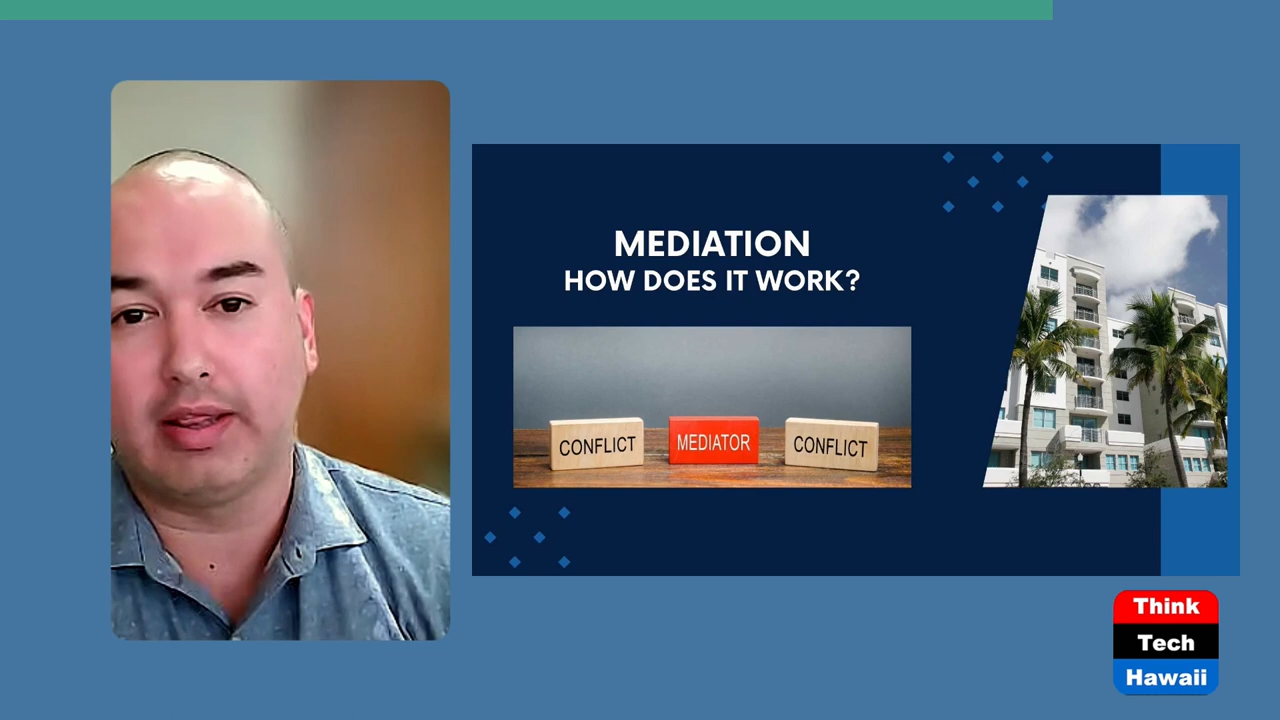 MEDIATION
HOW DOES IT WORK?
CONFLICT
MEDIATOR
CONFLICT
Think
Tech
Hawaii